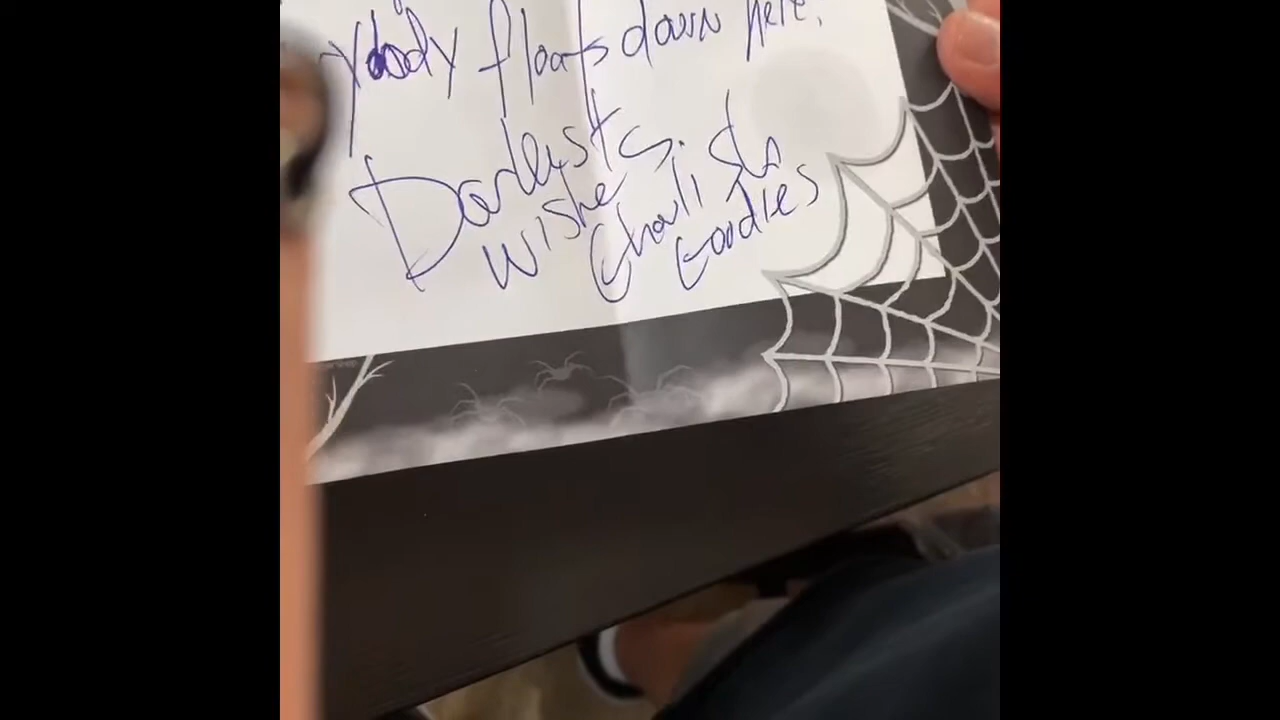 ybody floats down here.
Darkest
wishes.
Ghoulish
Goodies